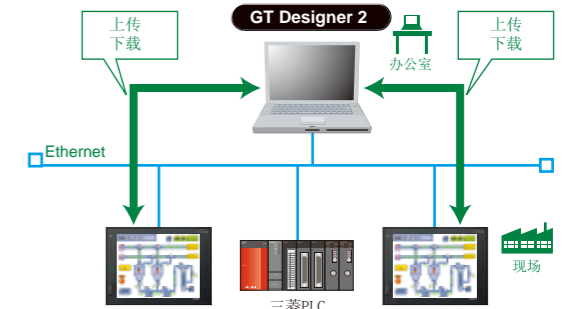 上传
下载
GT Designer 2
上传
下载
办公室
Ethernet
现场
三菱PLC